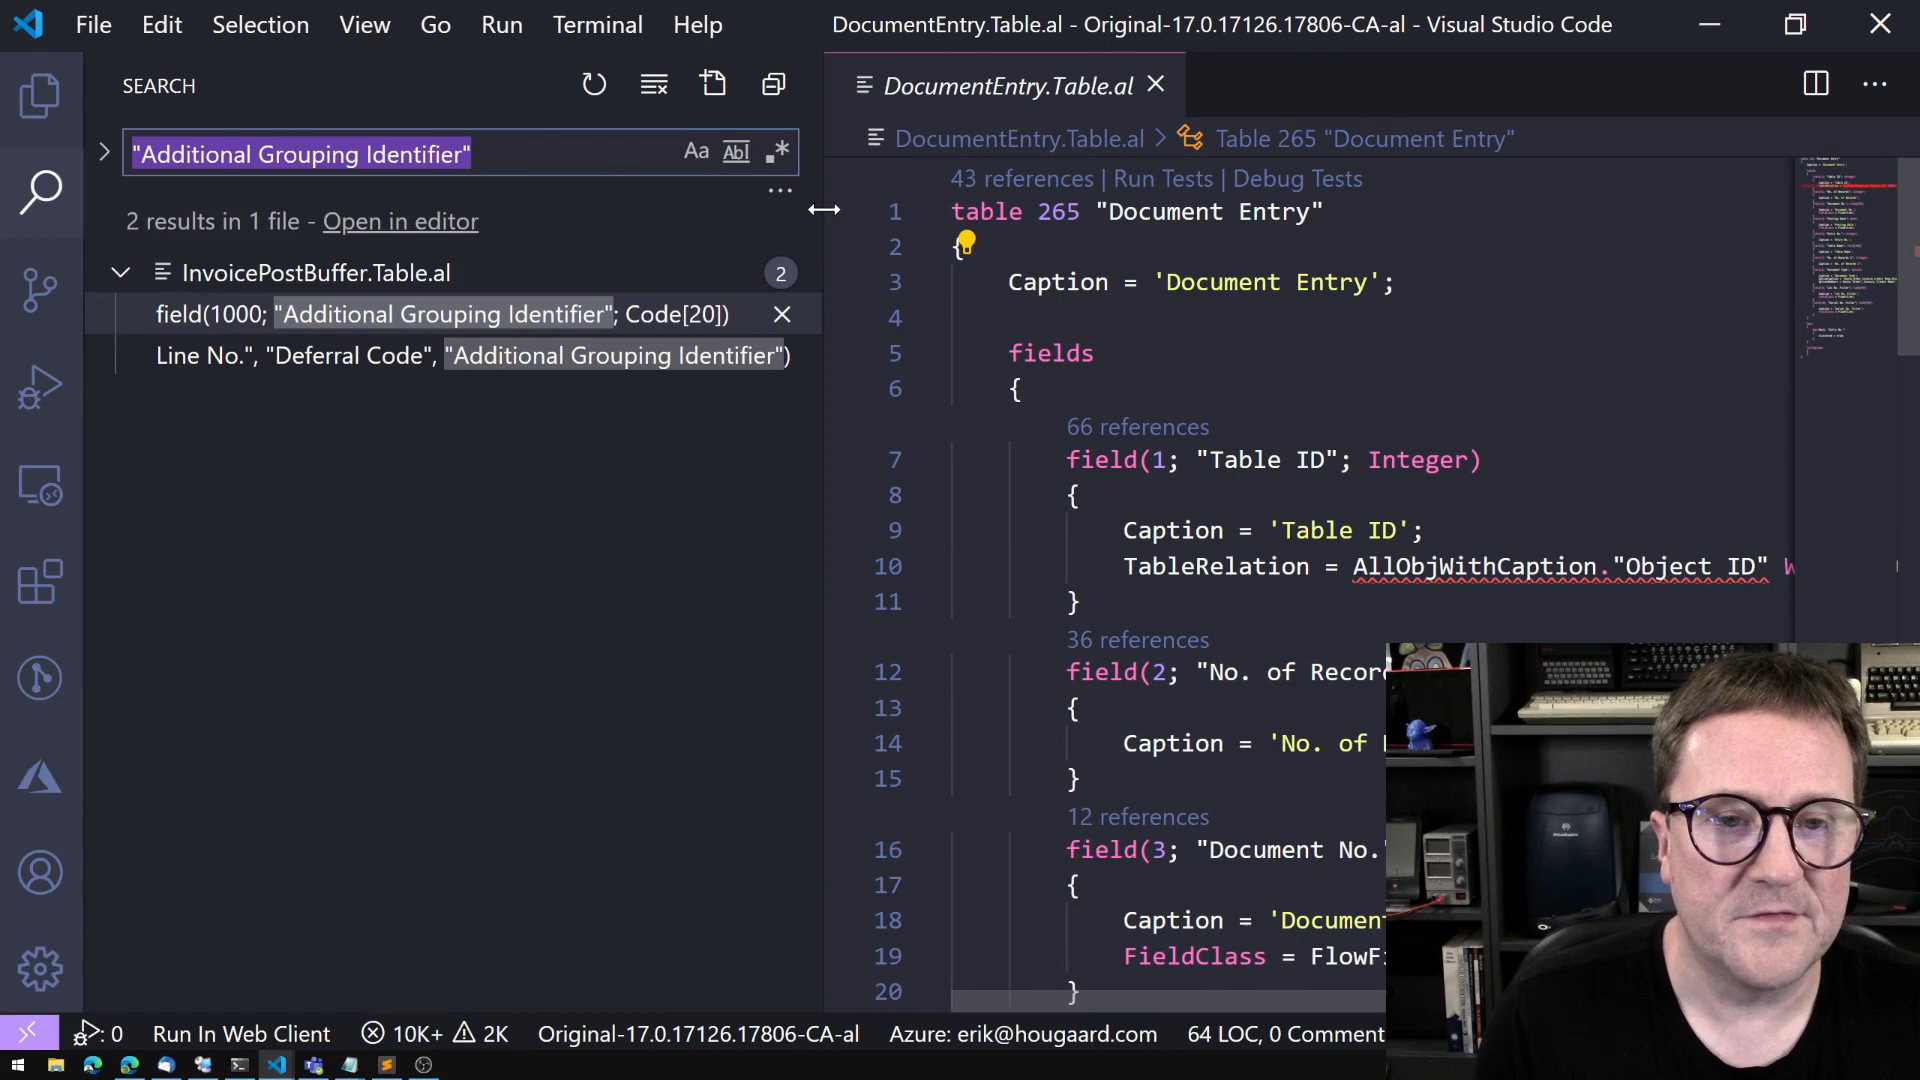 File Edit Selection View Go Run Terminal Help
DocumentEntry.Table.al - Original-17.0.17126.17806-CA-al - Visual Studio Code
SEARCH
"Additional Grouping Identifier"
Aa Abl .*
2 results in 1 file - Open in editor
InvoicePostBuffer.Table.al 2
field(1000; "Additional Grouping Identifier"; Code[20])
Line No.", "Deferral Code", "Additional Grouping Identifier")
DocumentEntry.Table.al
DocumentEntry.Table.al > Table 265 "Document Entry"
43 references | Run Tests | Debug Tests
1 table 265 "Document Entry"
2 {
3 Caption = 'Document Entry';
4
5 fields
6 {
66 references
7 field(1; "Table ID"; Integer)
8 {
9 Caption = 'Table ID';
10 TableRelation = AllObjWithCaption."Object ID" W
11 }
36 references
12 field(2; "No. of Recor
13 {
14 Caption = 'No. of
15 }
12 references
16 field(3; "Document No.
17 {
18 Caption = 'Documen
19 FieldClass = FlowF
20 }
0 Run In Web Client 10K+ 2K Original-17.0.17126.17806-CA-al Azure: erik@hougaard.com 64 LOC, 0 Comment